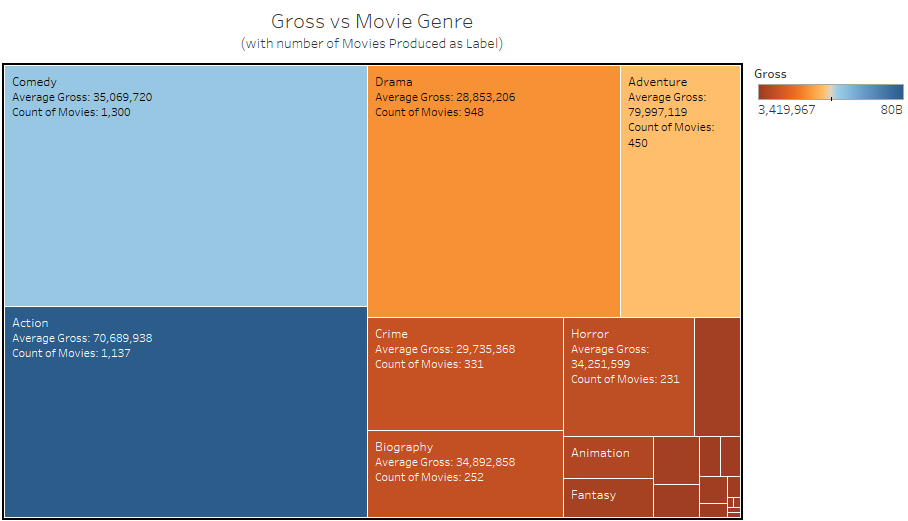 Gross vs Movie Genre
(with number of Movies Produced as Label)
Comedy
Average Gross: 35,069,720
Count of Movies: 1,300
Drama
Average Gross: 28,853,206
Count of Movies: 948
Adventure
Average Gross:
79,997,119
Count of Movies:
450
Gross
3,419,967
80B
Action
Average Gross: 70,689,938
Count of Movies: 1,137
Crime
Average Gross: 29,735,368
Count of Movies: 331
Horror
Average Gross:
34,251,599
Count of Movies: 231
Biography
Average Gross: 34,892,858
Count of Movies: 252
Animation
Fantasy